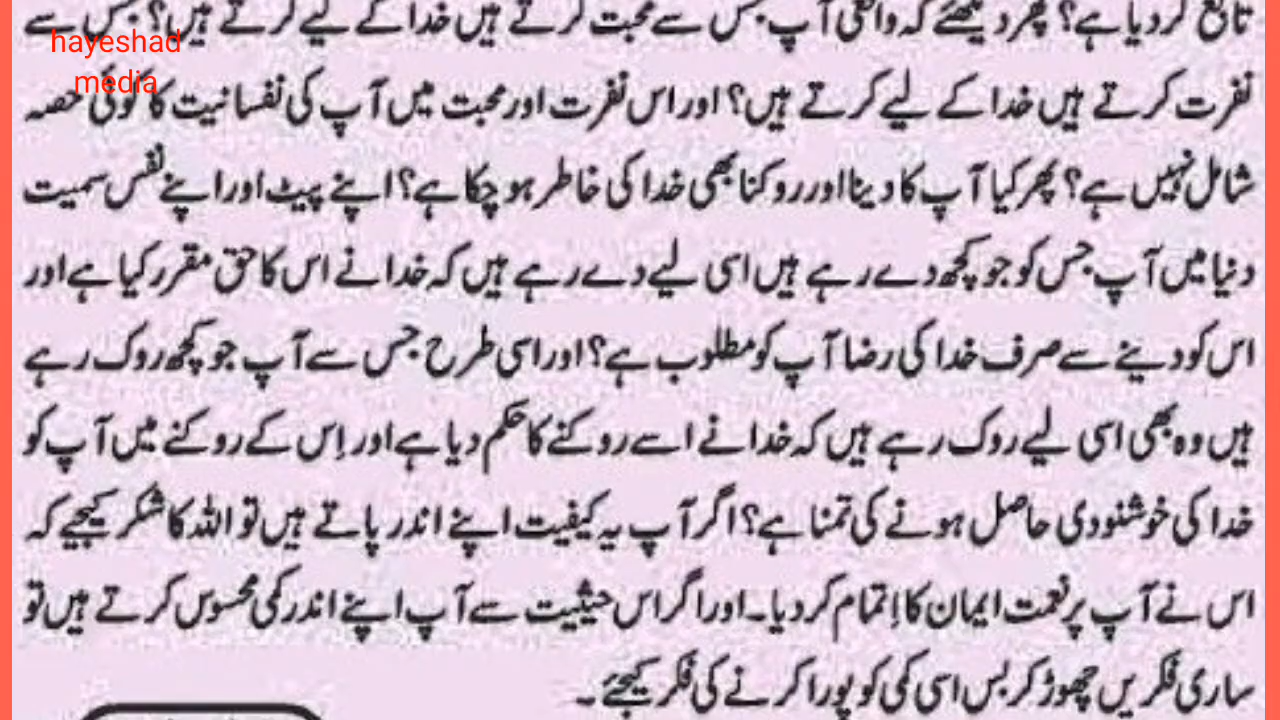 تابع کر دیا ہے؟ پھر دیکھئے کہ واقعی آپ جس سے محبت کرتے ہیں خدا کے لیے کرتے ہیں؟ جس سے
hayeshad
media
نفرت کرتے ہیں خدا کے لیے کرتے ہیں؟ اور اس نفرت اور محبت میں آپ کی نفسانیت کا کوئی حصہ
شامل نہیں ہے؟ پھر کیا آپ کا دینا اور روکنا بھی خدا کی خاطر ہو چکا ہے؟ اپنے پیٹ اور اپنے نفس سمیت
دنیا میں آپ جس کو جو کچھ دے رہے ہیں اسی لیے دے رہے ہیں کہ خدا نے اس کا حق مقرر کیا ہے اور
اس کو دینے سے صرف خدا کی رضا آپ کو مطلوب ہے؟ اور اسی طرح جس سے آپ جو کچھ روک رہے
ہیں وہ بھی اسی لیے روک رہے ہیں کہ خدا نے اسے روکنے کا حکم دیا ہے اور اِس کے روکنے میں آپ کو
خدا کی خوشنودی حاصل ہونے کی تمنا ہے؟ اگر آپ یہ کیفیت اپنے اندر پاتے ہیں تو اللہ کا شکر کیجیے کہ
اس نے آپ پر نعمت ایمان کا اِتمام کر دیا۔ اور اگر اس حیثیت سے آپ اپنے اندر کمی محسوس کرتے ہیں تو
ساری فکریں چھوڑ کر بس اسی کمی کو پورا کرنے کی فکر کیجئے۔